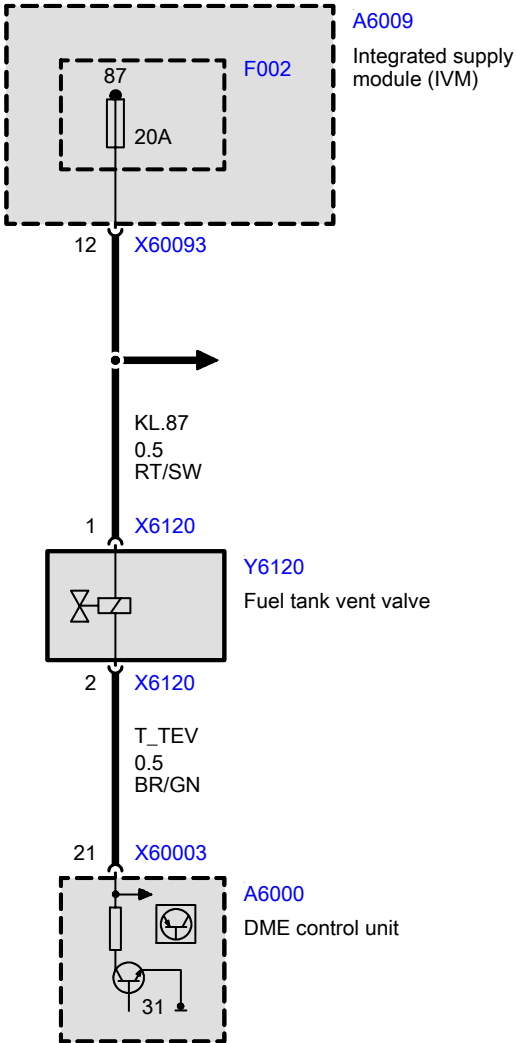 A6009
Integrated supply
module (IVM)
F002
87
20A
12 X60093
KL.87
0.5
RT/SW
1 X6120
Y6120
Fuel tank vent valve
2 X6120
T_TEV
0.5
BR/GN
21 X60003
A6000
DME control unit
31